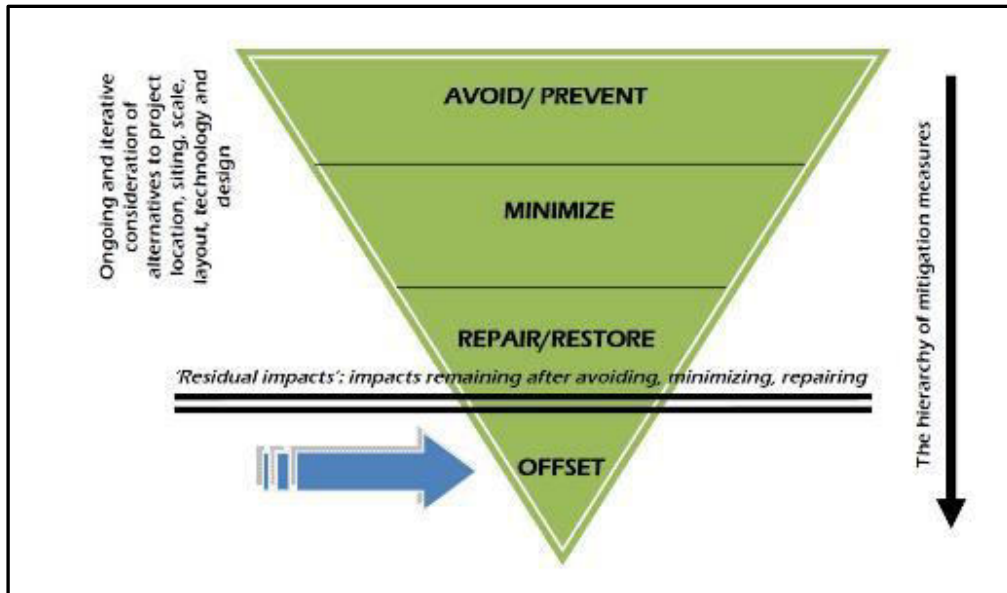 Ongoing and iterative
consideration of
alternatives to project
location, siting, scale,
layout, technology and
design
AVOID/ PREVENT
MINIMIZE
REPAIR/RESTORE
'Residual impacts': impacts remaining after avoiding, minimizing, repairing
OFFSET
The hierarchy of mitigation measures